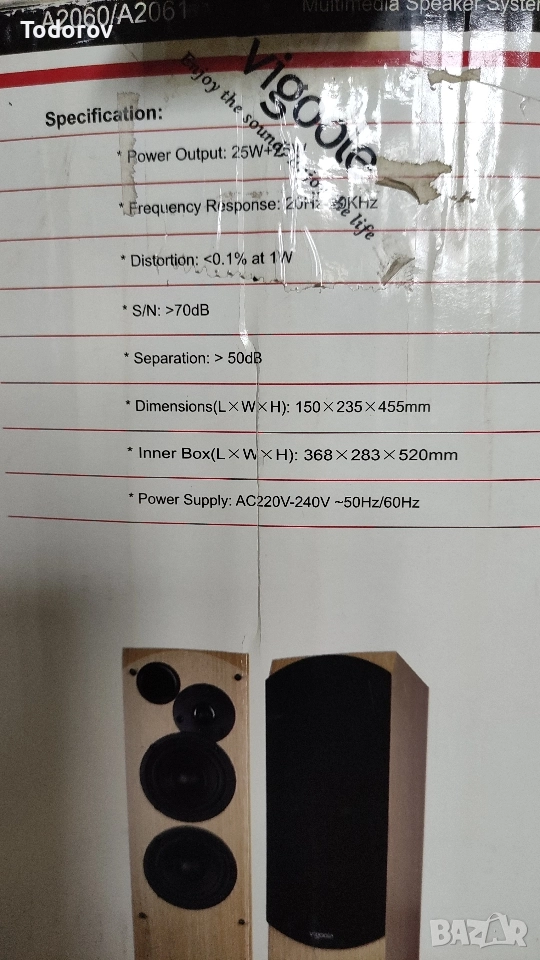 Todorov
A2060/A2061
Multimedia Speaker System
vigoole
Enjoy the life
Specification:
* Power Output: 25W+25W
* Frequency Response: 20Hz-20KHz
* Distortion: <0.1% at 1W
* S/N: >70dB
* Separation: > 50dB
* Dimensions(L×W×H): 150×235×455mm
* Inner Box(L×W×H): 368×283×520mm
* Power Supply: AC220V-240V ~50Hz/60Hz
vigoole
BAZAR